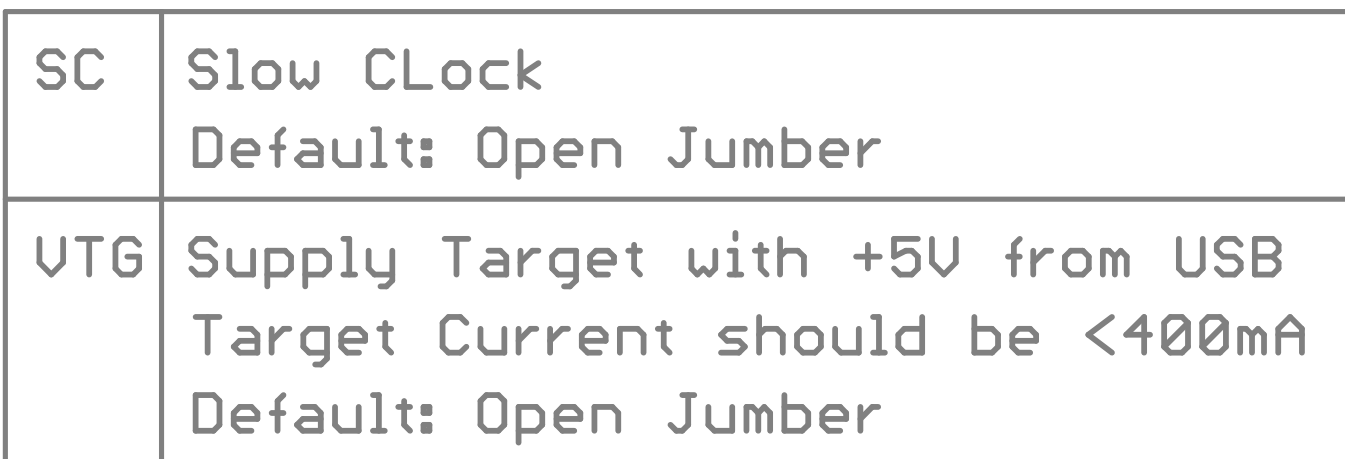 SC Slow CLock
Default: Open Jumber
VTG Supply Target with +5V from USB
Target Current should be <400mA
Default: Open Jumber